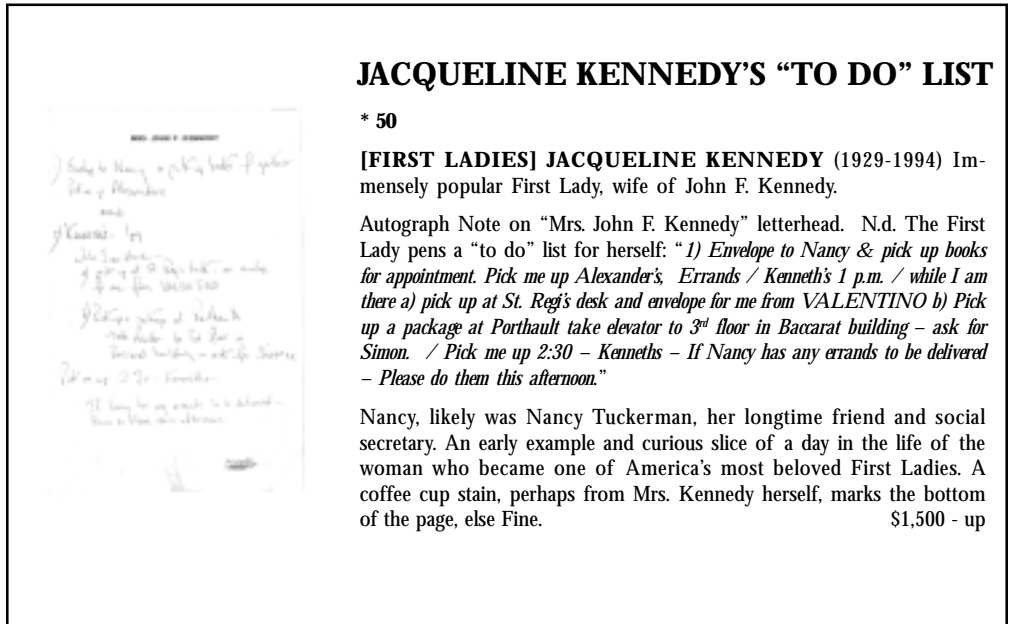 JACQUELINE KENNEDY'S “TO DO” LIST
* 50
[FIRST LADIES] JACQUELINE KENNEDY (1929-1994) Im-
mensely popular First Lady, wife of John F. Kennedy.
Autograph Note on “Mrs. John F. Kennedy” letterhead. N.d. The First
Lady pens a “to do” list for herself: “1) Envelope to Nancy & pick up books
for appointment. Pick me up Alexander's, Errands / Kenneth's 1 p.m. / while I am
there a) pick up at St. Regi's desk and envelope for me from VALENTINO b) Pick
up a package at Porthault take elevator to 3rd floor in Baccarat building – ask for
Simon. / Pick me up 2:30 – Kenneths – If Nancy has any errands to be delivered
– Please do them this afternoon.”
Nancy, likely was Nancy Tuckerman, her longtime friend and social
secretary. An early example and curious slice of a day in the life of the
woman who became one of America's most beloved First Ladies. A
coffee cup stain, perhaps from Mrs. Kennedy herself, marks the bottom
of the page, else Fine. $1,500 - up
MRS. JOHN F. KENNEDY